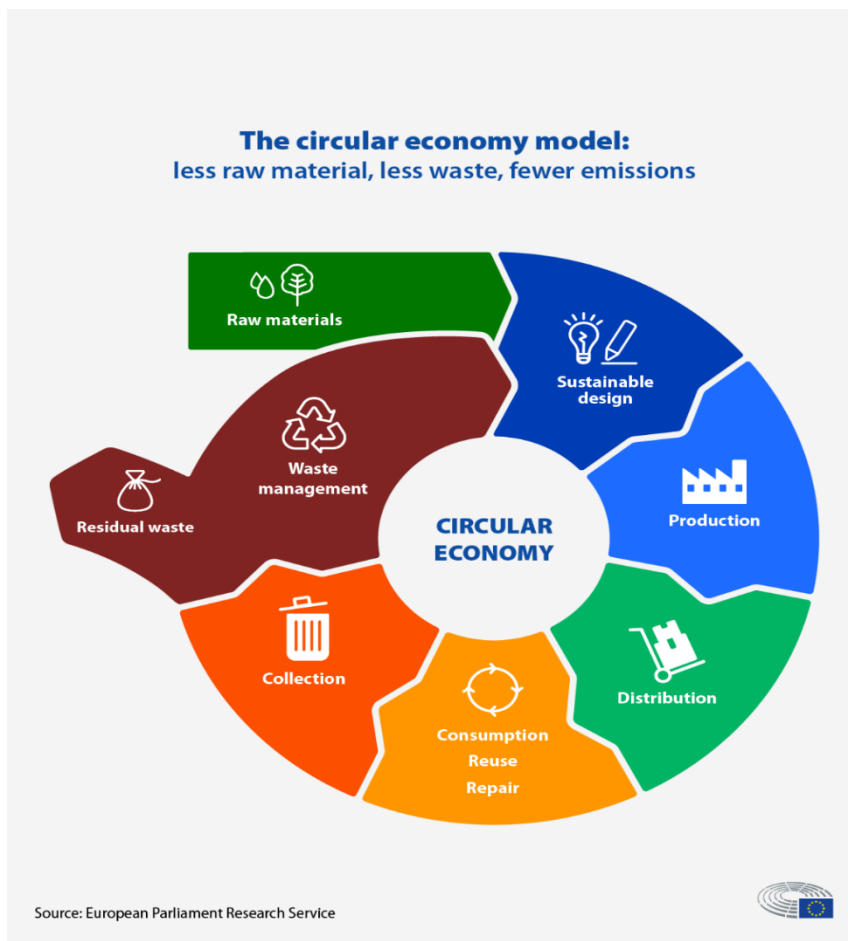 The circular economy model:
less raw material, less waste, fewer emissions
Raw materials
Sustainable
design
Production
Distribution
Consumption
Reuse
Repair
Collection
Waste
management
Residual waste
CIRCULAR
ECONOMY
Source: European Parliament Research Service